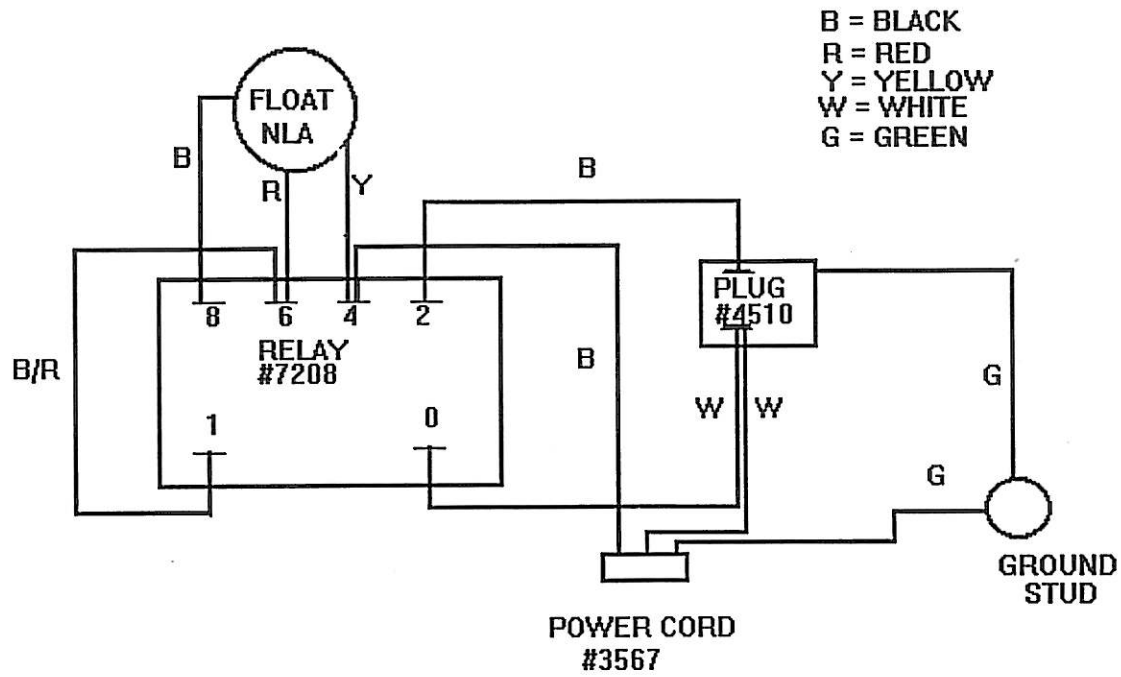 B = BLACK
R = RED
Y = YELLOW
W = WHITE
G = GREEN
FLOAT
NLA
B
R
Y
B
PLUG
#4510
8
6
4
2
RELAY
#7208
B/R
B
G
W
W
1
0
G
GROUND
STUD
POWER CORD
#3567